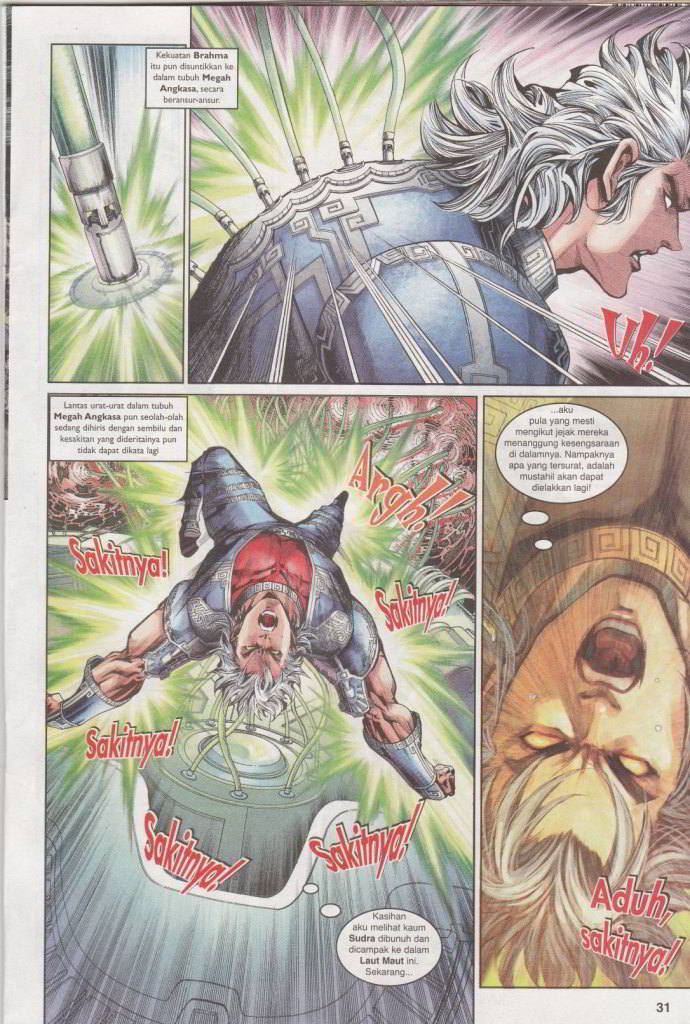 Kekuatan Brahma
itu pun disuntikkan ke
dalam tubuh Megah
Angkasa, secara
beransur-ansur.
Uh!
Lantas urat-urat dalam tubuh
Megah Angkasa pun seolah-olah
sedang dihiris dengan sembilu dan
kesakitan yang dideritainya pun
tidak dapat dikata lagi
Argh!
Sakitnya!
Sakitnya!
Sakitnya!
Sakitnya!
Sakitnya!
Kasihan
aku melihat kaum
Sudra dibunuh dan
dicampak ke dalam
Laut Maut ini.
Sekarang...
...aku
pula yang mesti
mengikut jejak mereka
menanggung kesengsaraan
di dalamnya. Nampaknya
apa yang tersurat, adalah
mustahil akan dapat
dielakkan lagi!
Aduh,
sakitnya!
31